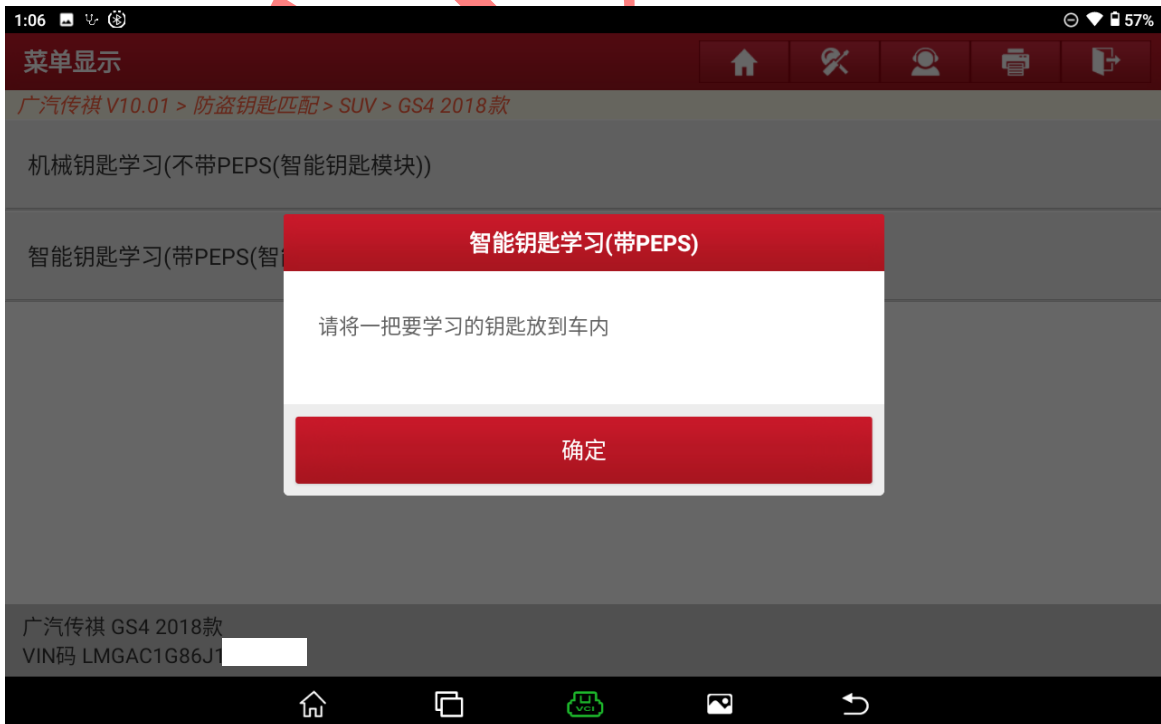 1:06
57%
菜单显示
广汽传祺 V10.01 > 防盗钥匙匹配 > SUV > GS4 2018款
机械钥匙学习(不带PEPS(智能钥匙模块))
智能钥匙学习(带PEPS(智
智能钥匙学习(带PEPS)
请将一把要学习的钥匙放到车内
确定
广汽传祺 GS4 2018款
VIN码 LMGAC1G86J1
VCI